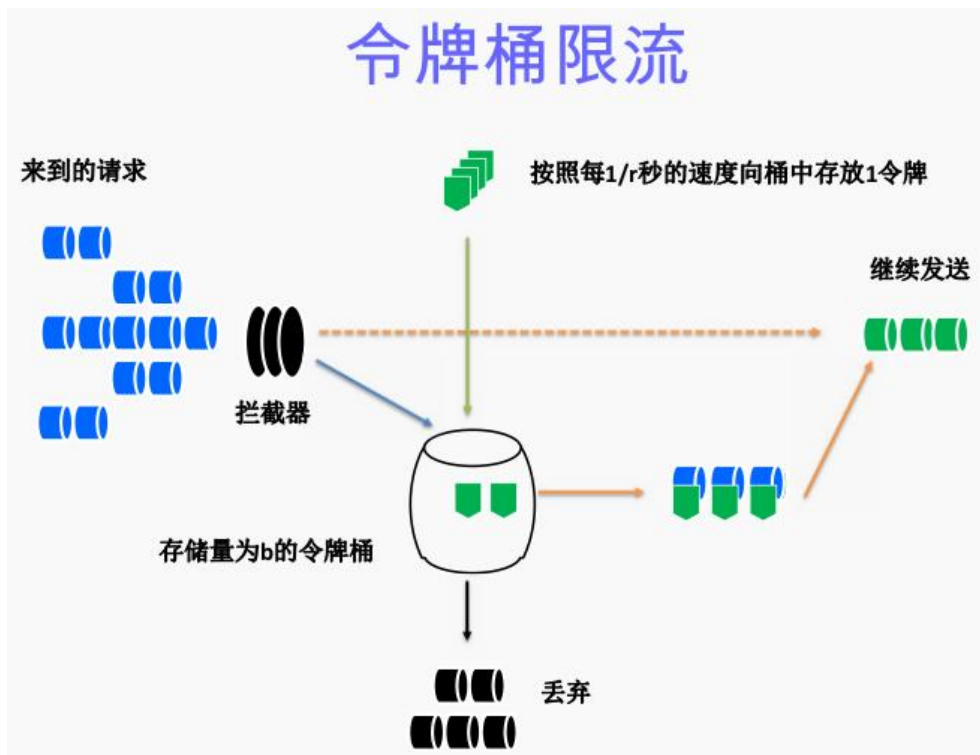 令牌桶限流
来到的请求
按照每1/r秒的速度向桶中存放1令牌
继续发送
拦截器
存储量为b的令牌桶
丢弃